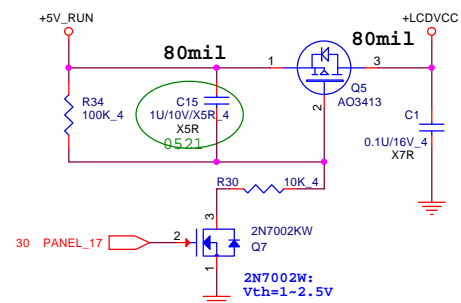 +5V_RUN
+LCDVCC
80mil
80mil
1
3
R34
100K_4
C15
1U/10V/X5R_4
X5R
0521
Q5
AO3413
2
C1
0.1U/16V_4
X7R
R30
10K_4
3
2N7002KW
30 PANEL_17
2
Q7
1
2N7002W:
Vth=1~2.5V